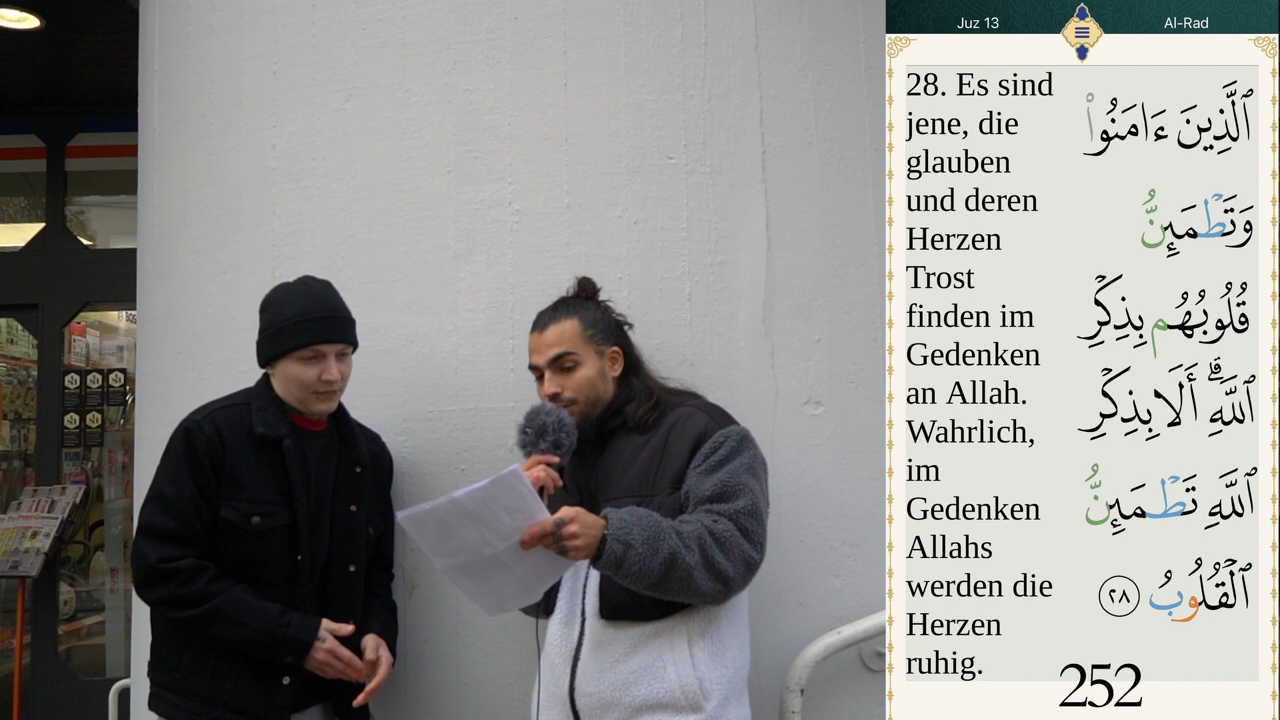 Juz 13
Al-Rad
28. Es sind
jene, die
glauben
und deren
Herzen
Trost
finden im
Gedenken
an Allah.
Wahrlich,
im
Gedenken
Allahs
werden die
Herzen
ruhig.
ٱلَّذِينَ ءَامَنُوا۟
وَتَطْمَئِنُّ
قُلُوبُهُم بِذِكْرِ
ٱللَّهِ ۗ أَلَا بِذِكْرِ
ٱللَّهِ تَطْمَئِنُّ
ٱلْقُلُوبُ ٢٨
252